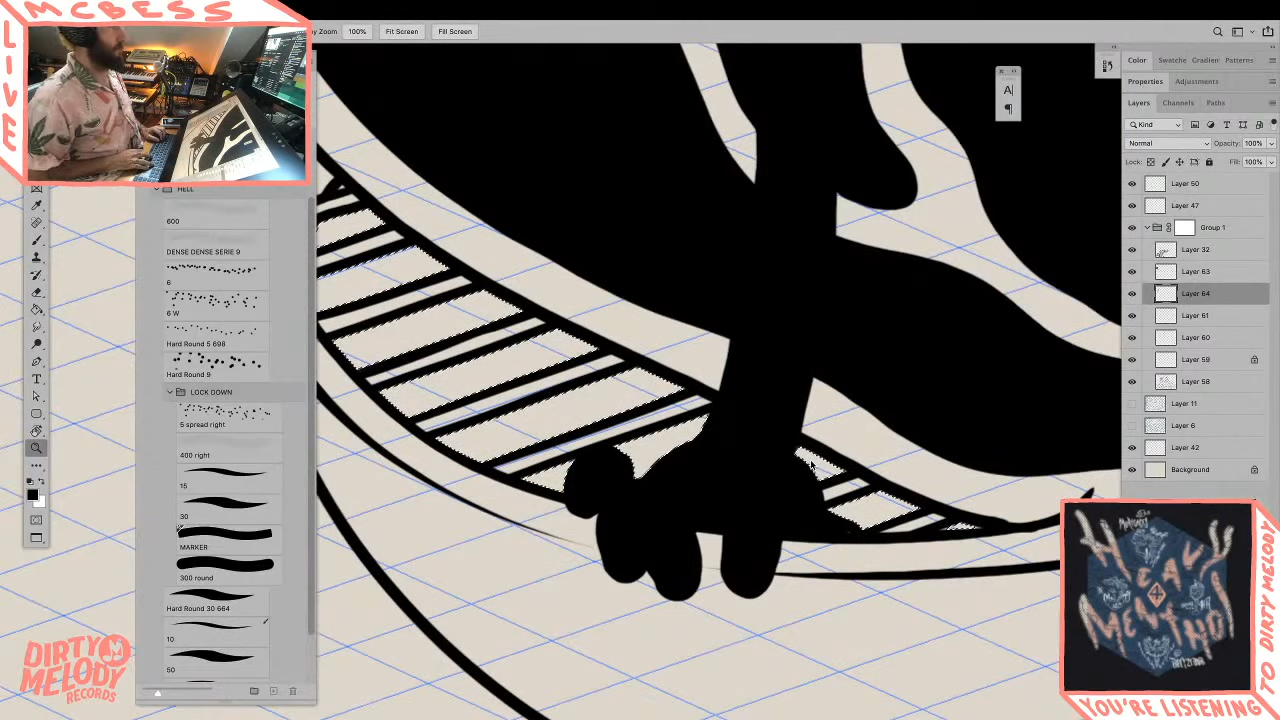 MCBESS
LIVE
y Zoom
100%
Fit Screen
Fill Screen
HELL
600
DENSE DENSE SERIE 9
6
6 W
Hard Round 5 698
Hard Round 9
LOCK DOWN
5 spread right
400 right
15
30
MARKER
300 round
Hard Round 30 664
10
50
A
¶
Color
Swatche
Gradien
Patterns
Properties
Adjustments
Layers
Channels
Paths
Kind
Normal
Opacity: 100%
Lock:
Fill: 100%
Layer 50
Layer 47
Group 1
Layer 32
Layer 63
Layer 64
Layer 61
Layer 60
Layer 59
Layer 58
Layer 11
Layer 6
Layer 42
Background
DIRTY
MELODY
RECORDS
HEAVY
4
MENTAL
YOU'RE LISTENING
TO DIRTY MELODY